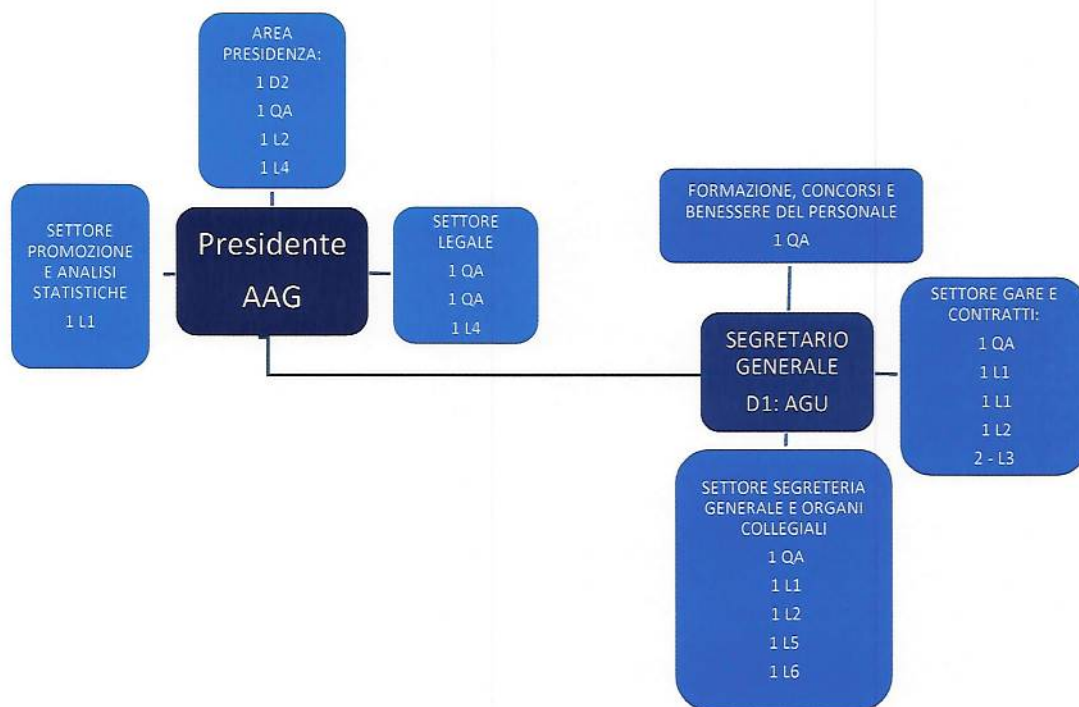 AREA
PRESIDENZA:
1 D2
1 QA
1 L2
1 L4
SETTORE
PROMOZIONE
E ANALISI
STATISTICHE
1 L1
Presidente
AAG
SETTORE
LEGALE
1 QA
1 QA
1 L4
FORMAZIONE, CONCORSI E
BENESSERE DEL PERSONALE
1 QA
SEGRETARIO
GENERALE
D1: AGU
SETTORE GARE E
CONTRATTI:
1 QA
1 L1
1 L1
1 L2
2 - L3
SETTORE SEGRETERIA
GENERALE E ORGANI
COLLEGIALI
1 QA
1 L1
1 L2
1 L5
1 L6